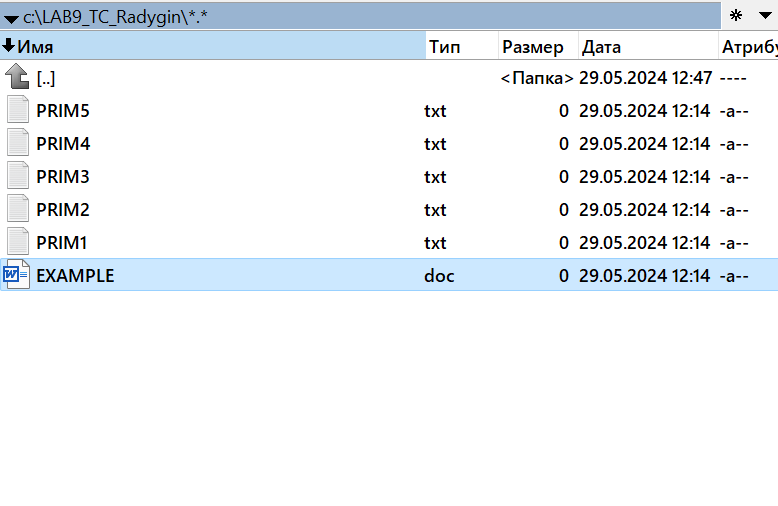 c:\LAB9_TC_Radygin\*.*
Имя Тип Размер Дата Атрибу
[..] <Папка> 29.05.2024 12:47 ----
PRIM5 txt 0 29.05.2024 12:14 -a--
PRIM4 txt 0 29.05.2024 12:14 -a--
PRIM3 txt 0 29.05.2024 12:14 -a--
PRIM2 txt 0 29.05.2024 12:14 -a--
PRIM1 txt 0 29.05.2024 12:14 -a--
EXAMPLE doc 0 29.05.2024 12:14 -a--